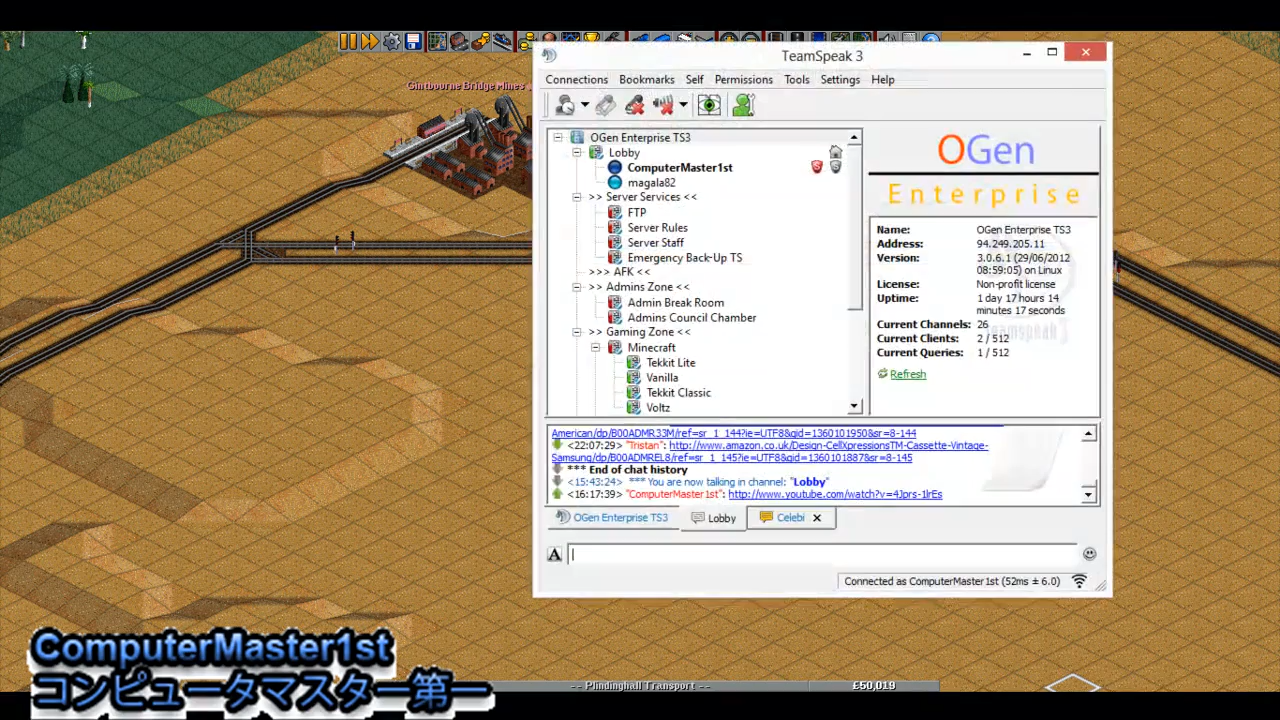 Gintbourne Bridge Mines
TeamSpeak 3
Connections Bookmarks Self Permissions Tools Settings Help
OGen Enterprise TS3
Lobby
ComputerMaster1st
magala82
>> Server Services <<
FTP
Server Rules
Server Staff
Emergency Back-Up TS
>>> AFK <<
>> Admins Zone <<
Admin Break Room
Admins Council Chamber
>> Gaming Zone <<
Minecraft
Tekkit Lite
Vanilla
Tekkit Classic
Voltz
OGen
Enterprise
Name: OGen Enterprise TS3
Address: 94.249.205.11
Version: 3.0.6.1 (29/06/2012
08:59:05) on Linux
License: Non-profit license
Uptime: 1 day 17 hours 14
minutes 17 seconds
Current Channels: 26
Current Clients: 2 / 512
Current Queries: 1 / 512
Refresh
American/dp/B00ADMR33M/ref=sr_1_144?ie=UTF8&qid=1360101950&sr=8-144
<22:07:29> "Tristan": http://www.amazon.co.uk/Design-CellXpressionsTM-Cassette-Vintage-
Samsung/dp/B00ADMREL8/ref=sr_1_145?ie=UTF8&qid=1360101887&sr=8-145
*** End of chat history
<15:43:24> *** You are now talking in channel: "Lobby"
<16:17:39> "ComputerMaster1st": http://www.youtube.com/watch?v=4Jprs-1lrEs
OGen Enterprise TS3 Lobby Celebi
Connected as ComputerMaster1st (52ms ± 6.0)
ComputerMaster1st
コンピュータマスター第一
-- Plindinghall Transport --
£50,019